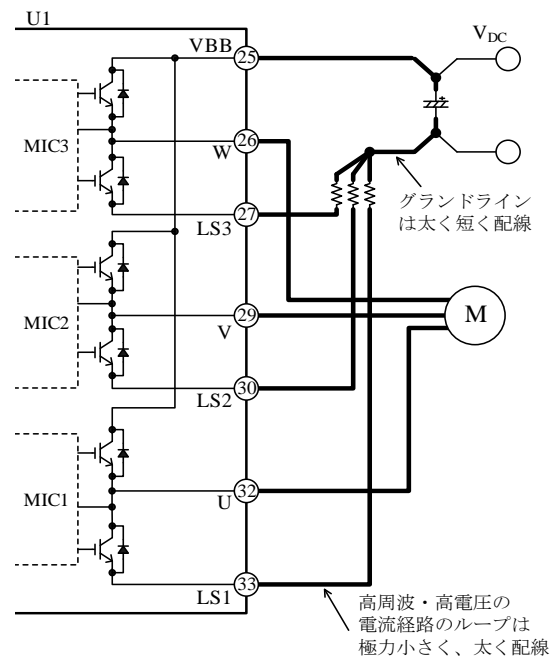 U1
VBB
25
V_DC
MIC3
26
W
グランドライン
は太く短く配線
27
LS3
MIC2
29
V
M
30
LS2
MIC1
32
U
33
LS1
高周波・高電圧の
電流経路のループは
極力小さく、太く配線